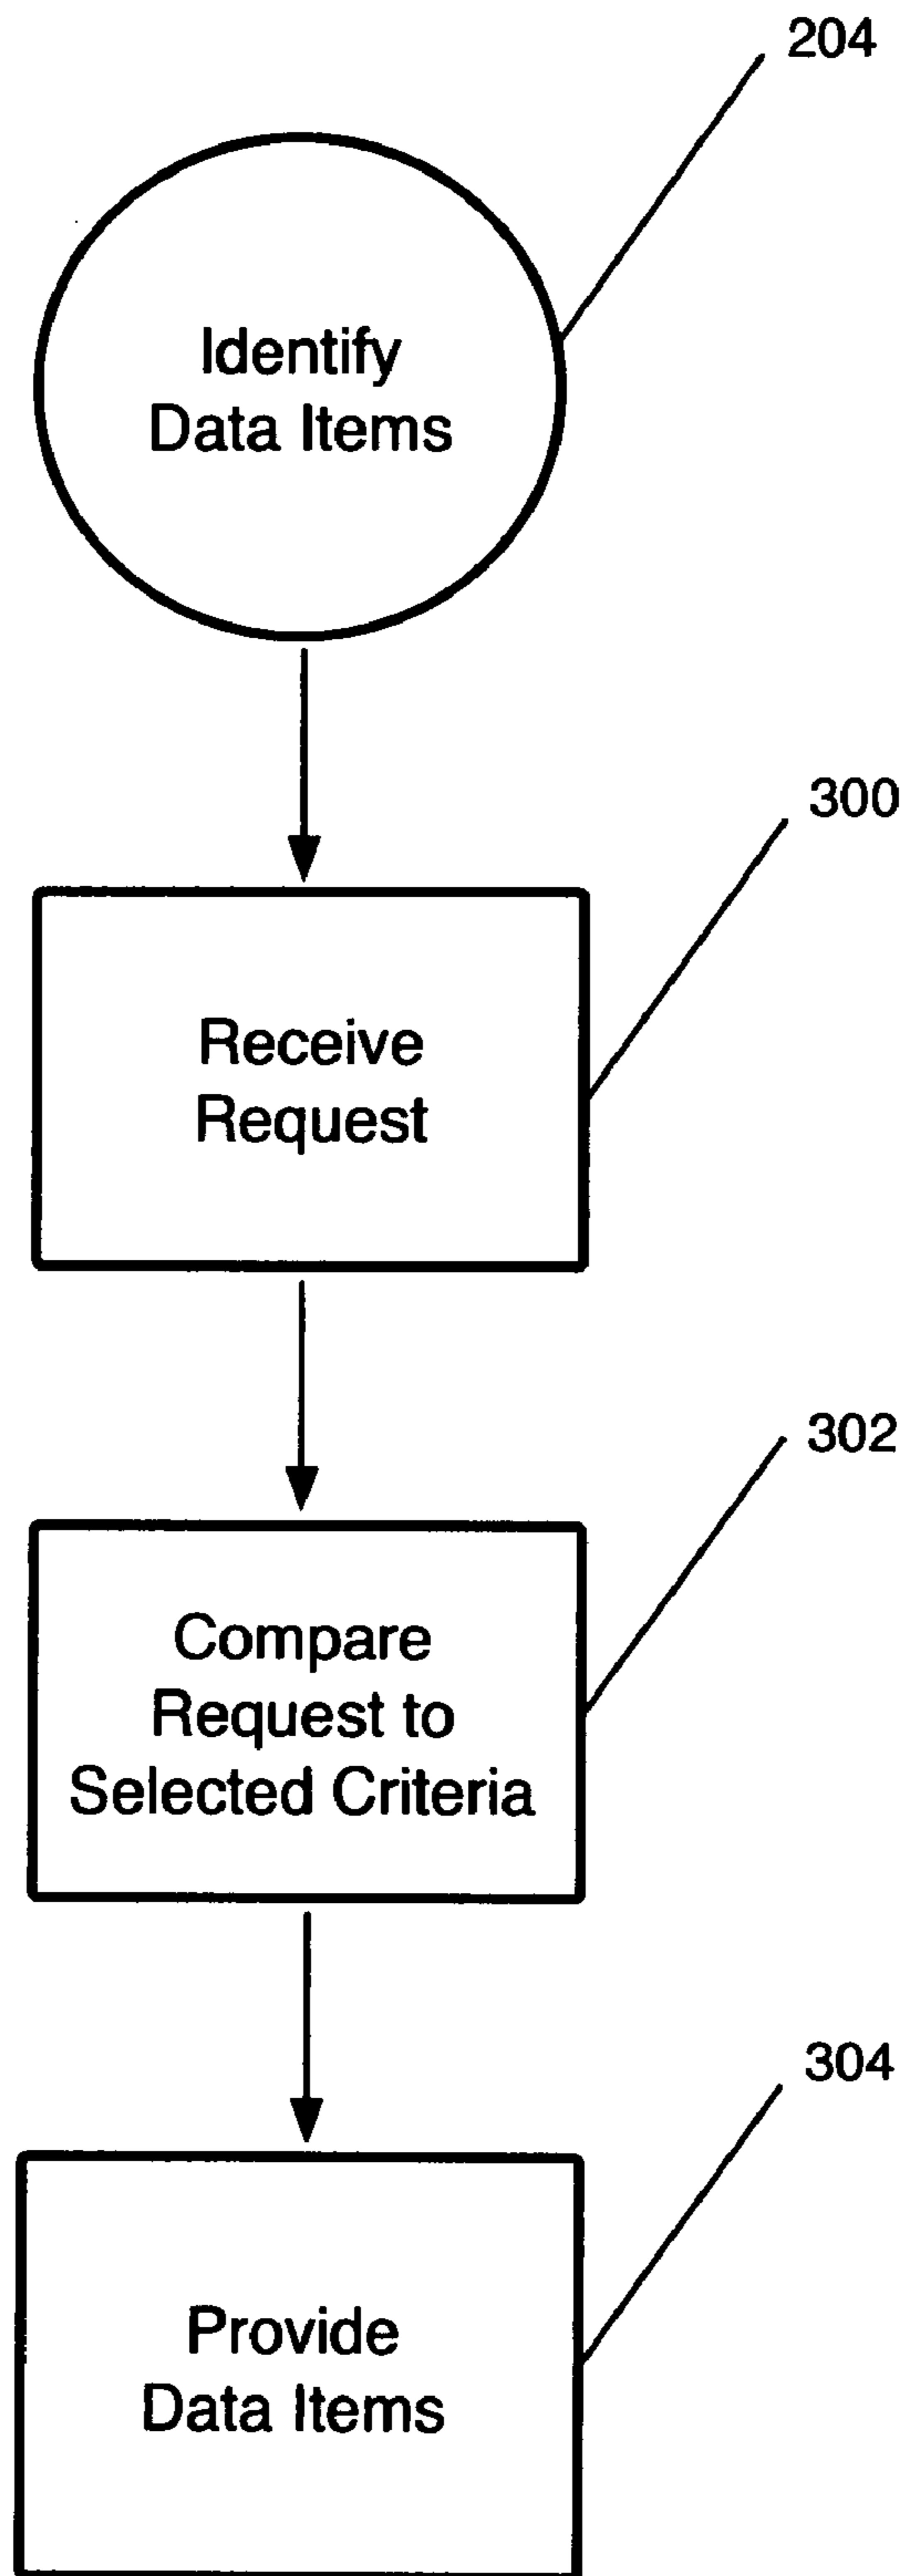 204
Identify
Data Items
300
Receive
Request
302
Compare
Request to
Selected Criteria
304
Provide
Data Items